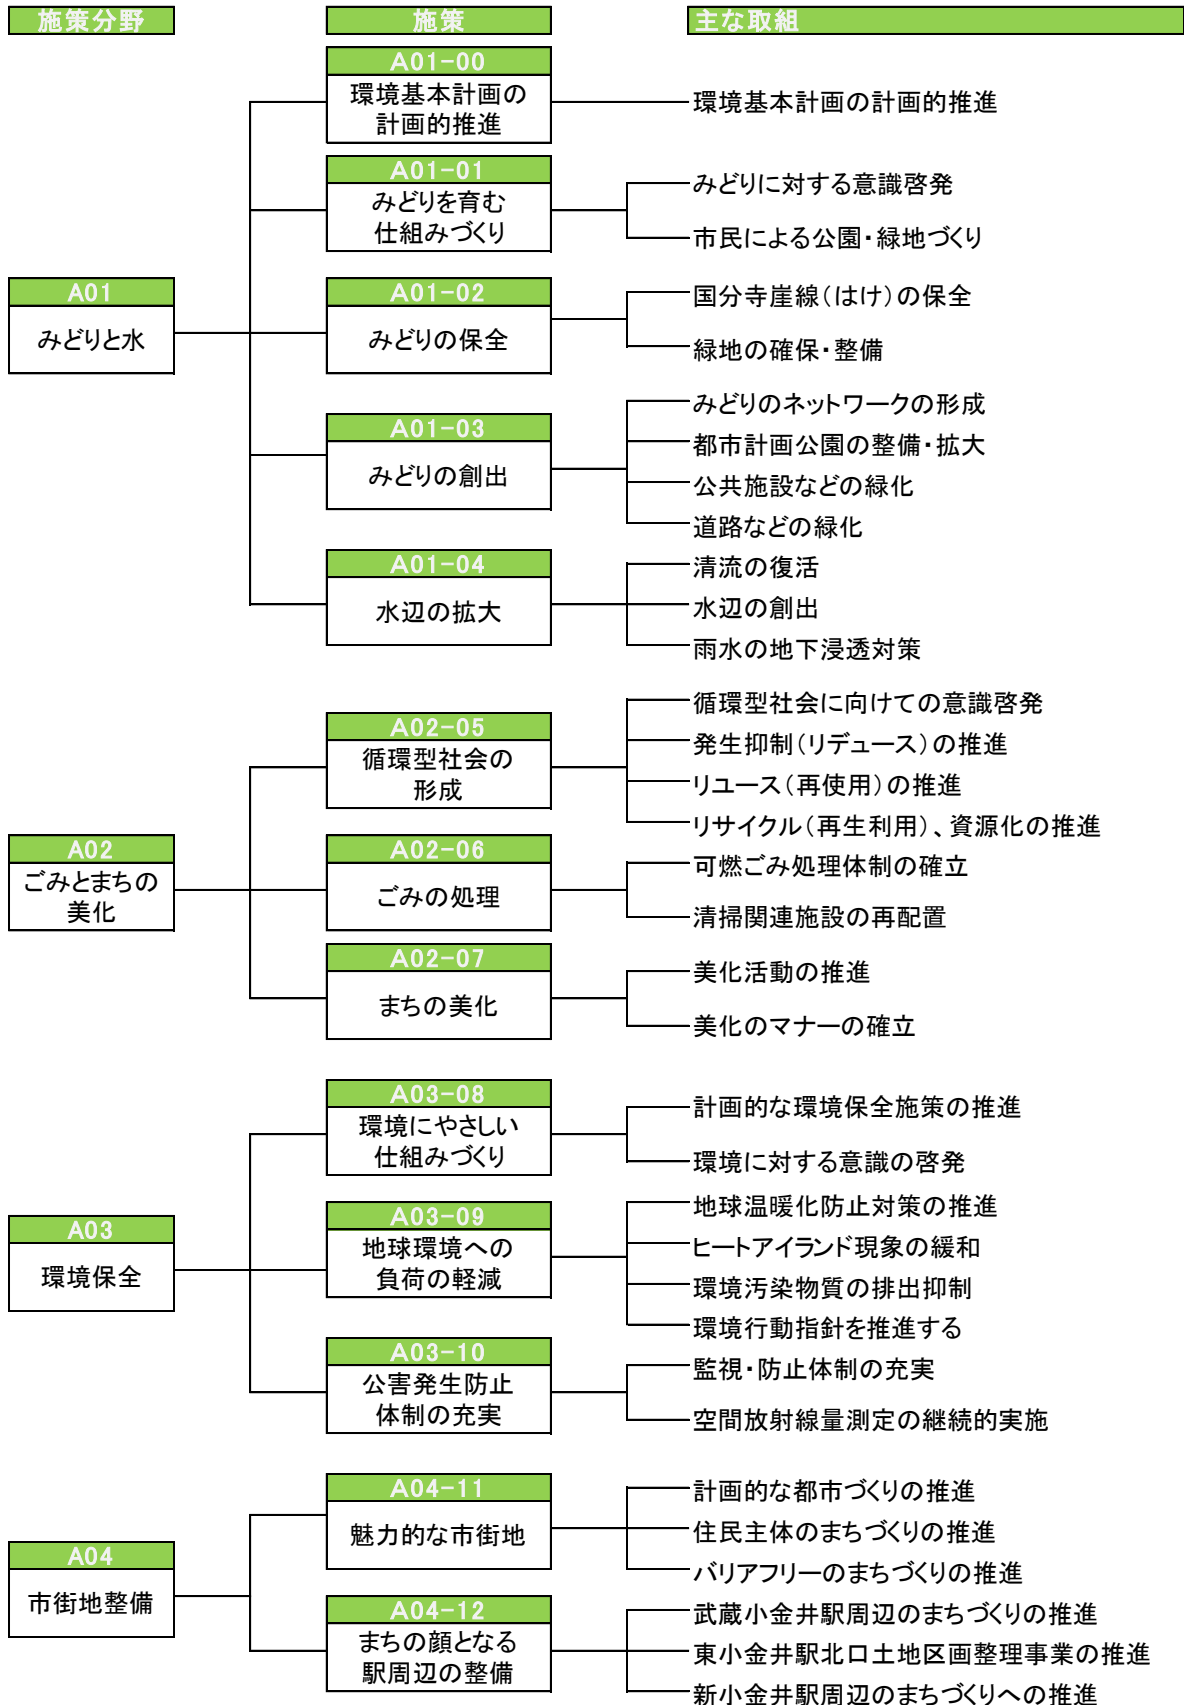 施策分野
施策
主な取組
A01-00
環境基本計画の
計画的推進
環境基本計画の計画的推進
A01-01
みどりを育む
仕組みづくり
みどりに対する意識啓発
市民による公園・緑地づくり
A01
みどりと水
A01-02
みどりの保全
国分寺崖線(はけ)の保全
緑地の確保・整備
A01-03
みどりの創出
みどりのネットワークの形成
都市計画公園の整備・拡大
公共施設などの緑化
道路などの緑化
A01-04
水辺の拡大
清流の復活
水辺の創出
雨水の地下浸透対策
A02-05
循環型社会の
形成
循環型社会に向けての意識啓発
発生抑制(リデュース)の推進
リユース(再使用)の推進
リサイクル(再生利用)、資源化の推進
A02
ごみとまちの
美化
A02-06
ごみの処理
可燃ごみ処理体制の確立
清掃関連施設の再配置
A02-07
まちの美化
美化活動の推進
美化のマナーの確立
A03-08
環境にやさしい
仕組みづくり
計画的な環境保全施策の推進
環境に対する意識の啓発
A03
環境保全
A03-09
地球環境への
負荷の軽減
地球温暖化防止対策の推進
ヒートアイランド現象の緩和
環境汚染物質の排出抑制
環境行動指針を推進する
A03-10
公害発生防止
体制の充実
監視・防止体制の充実
空間放射線量測定の継続的実施
A04-11
魅力的な市街地
計画的な都市づくりの推進
住民主体のまちづくりの推進
バリアフリーのまちづくりの推進
A04
市街地整備
A04-12
まちの顔となる
駅周辺の整備
武蔵小金井駅周辺のまちづくりの推進
東小金井駅北口土地区画整理事業の推進
新小金井駅周辺のまちづくりへの推進